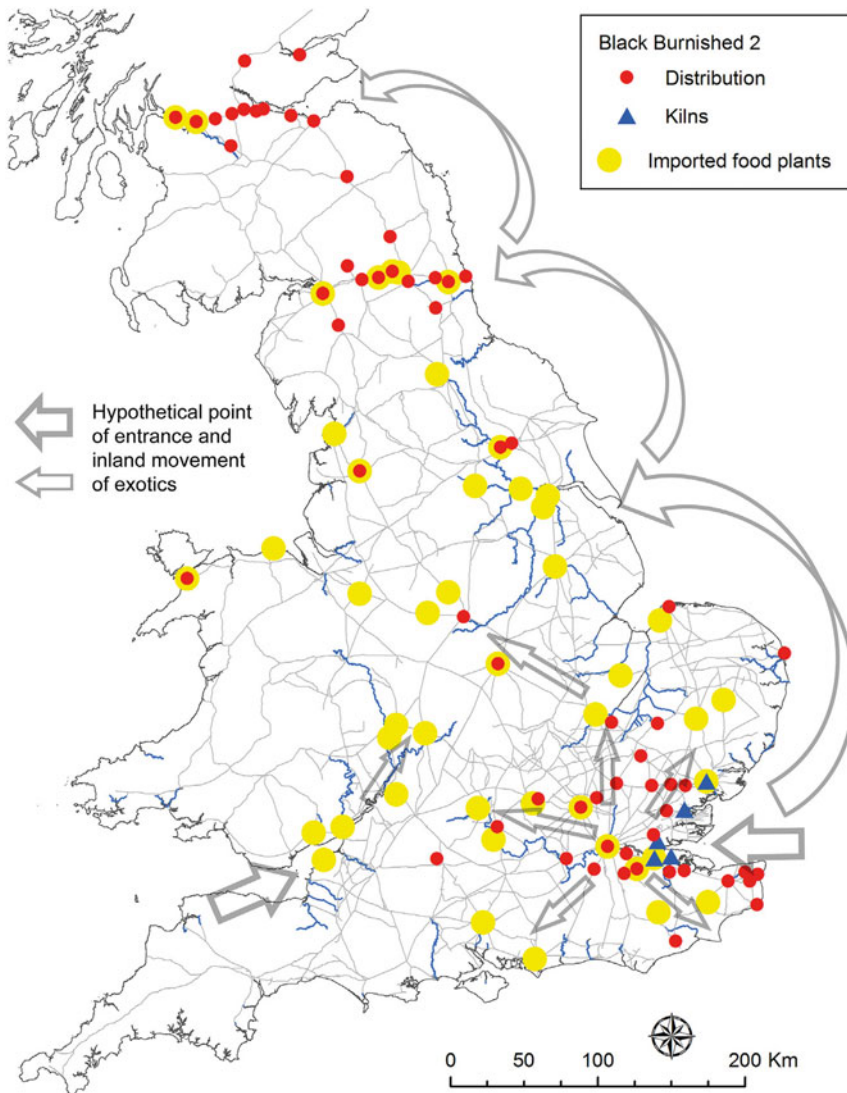 Black Burnished 2
Distribution
Kilns
Imported food plants
Hypothetical point
of entrance and
inland movement
of exotics
0 50 100 200 Km